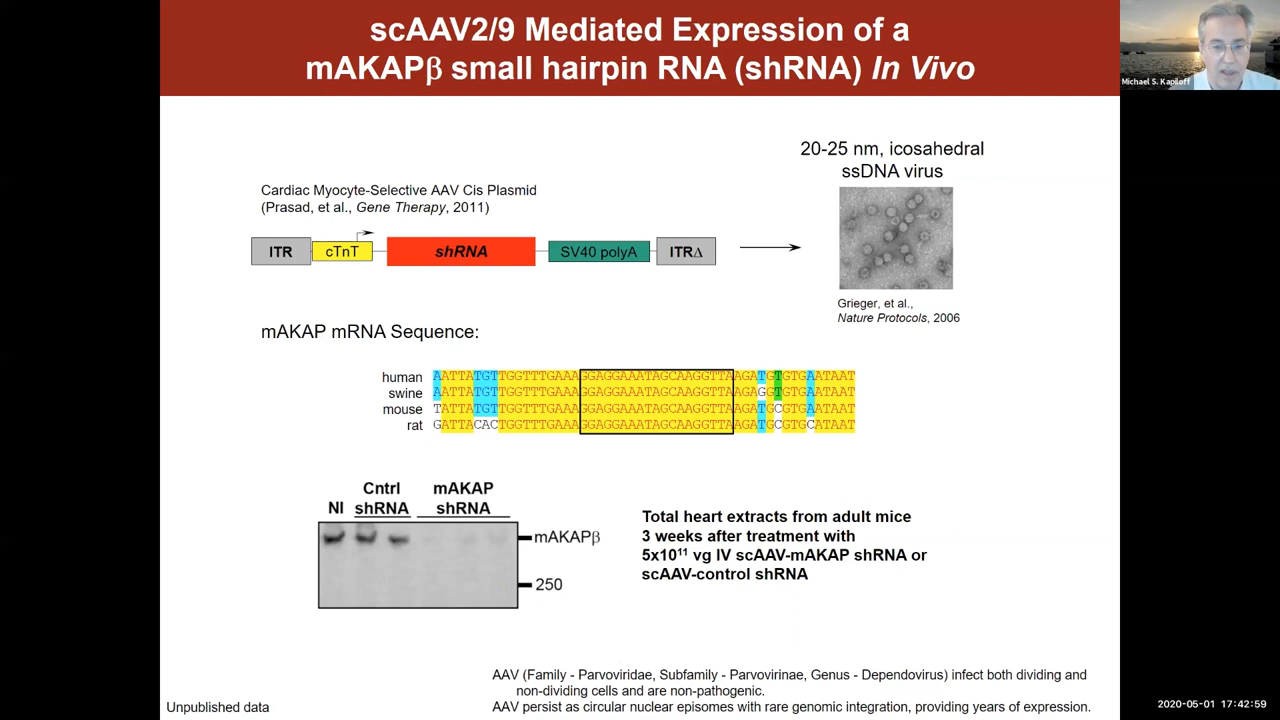 scAAV2/9 Mediated Expression of a
mAKAPβ small hairpin RNA (shRNA) In Vivo
Michael S. Kapiloff
20-25 nm, icosahedral
ssDNA virus
Cardiac Myocyte-Selective AAV Cis Plasmid
(Prasad, et al., Gene Therapy, 2011)
ITR cTnT shRNA SV40 polyA ITRΔ
Grieger, et al.,
Nature Protocols, 2006
mAKAP mRNA Sequence:
human AATTATGTTGGTTTGAAAGGAGGAAATAGCAAGGTTAAGATGTGTGAATAAT
swine AATTATGTTGGTTTGAAAGGAGGAAATAGCAAGGTTAAGAGGTGTGAATAAT
mouse TATTATGTTGGTTTGAAAGGAGGAAATAGCAAGGTTAAGATGCGTGAATAAT
rat GATTACACTGGTTTGAAAGGAGGAAATAGCAAGGTTAAGATGCGTGCATAAT
Cntrl mAKAP
NI shRNA shRNA
mAKAPβ
250
Total heart extracts from adult mice
3 weeks after treatment with
5x10¹¹ vg IV scAAV-mAKAP shRNA or
scAAV-control shRNA
AAV (Family - Parvoviridae, Subfamily - Parvovirinae, Genus - Dependovirus) infect both dividing and
non-dividing cells and are non-pathogenic.
AAV persist as circular nuclear episomes with rare genomic integration, providing years of expression.
Unpublished data
2020-05-01 17:42:59